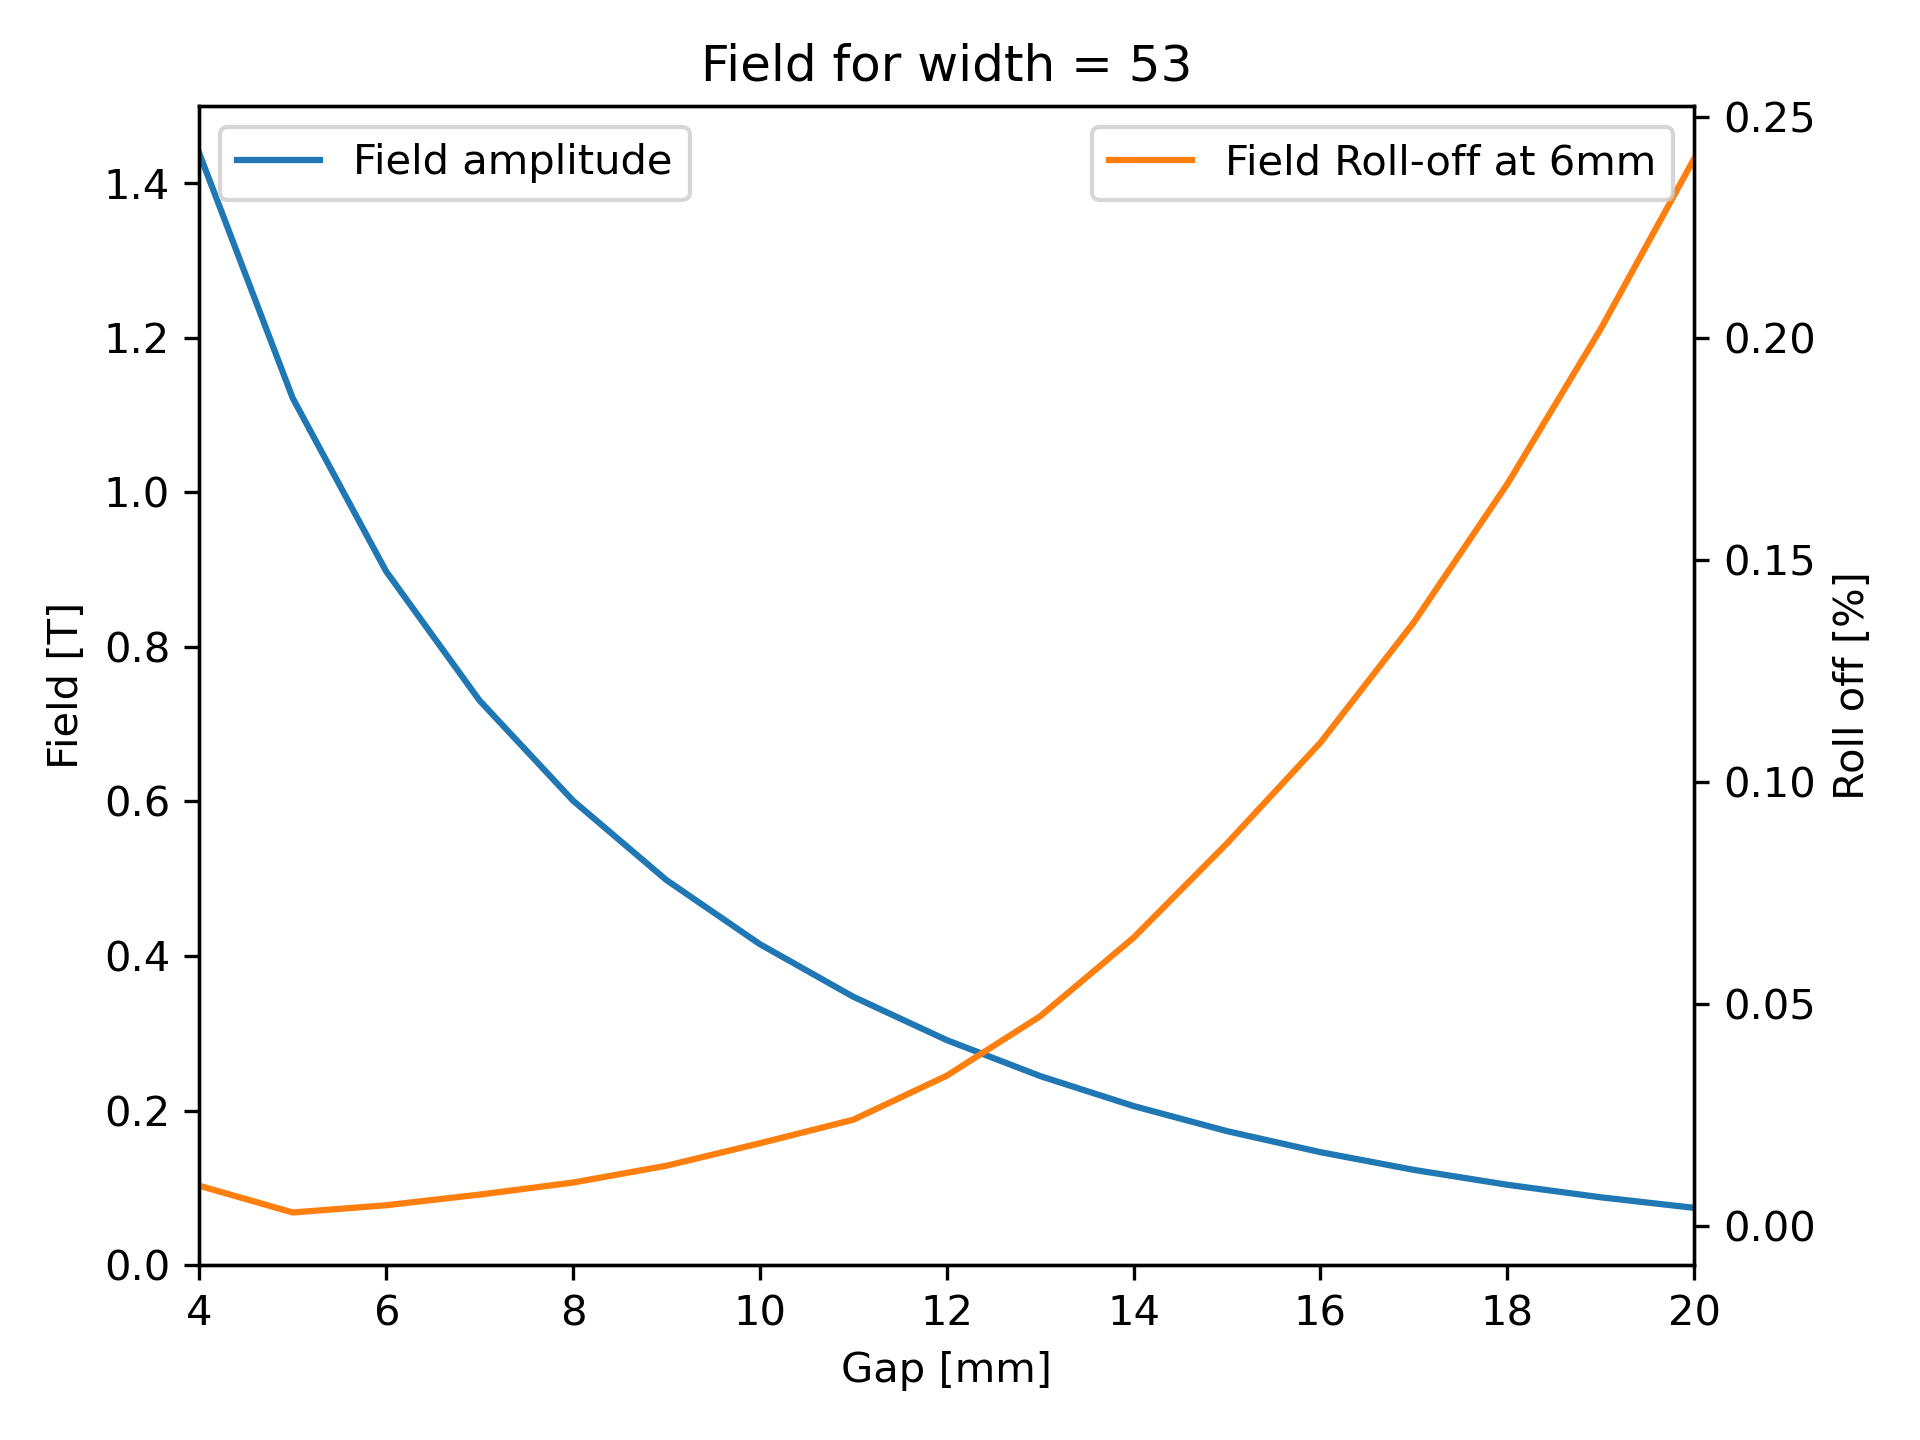 Field for width = 53
Field amplitude
Field Roll-off at 6mm
Field [T]
1.4
1.2
1.0
0.8
0.6
0.4
0.2
0.0
0.25
0.20
0.15
0.10
0.05
0.00
Roll off [%]
4 6 8 10 12 14 16 18 20
Gap [mm]